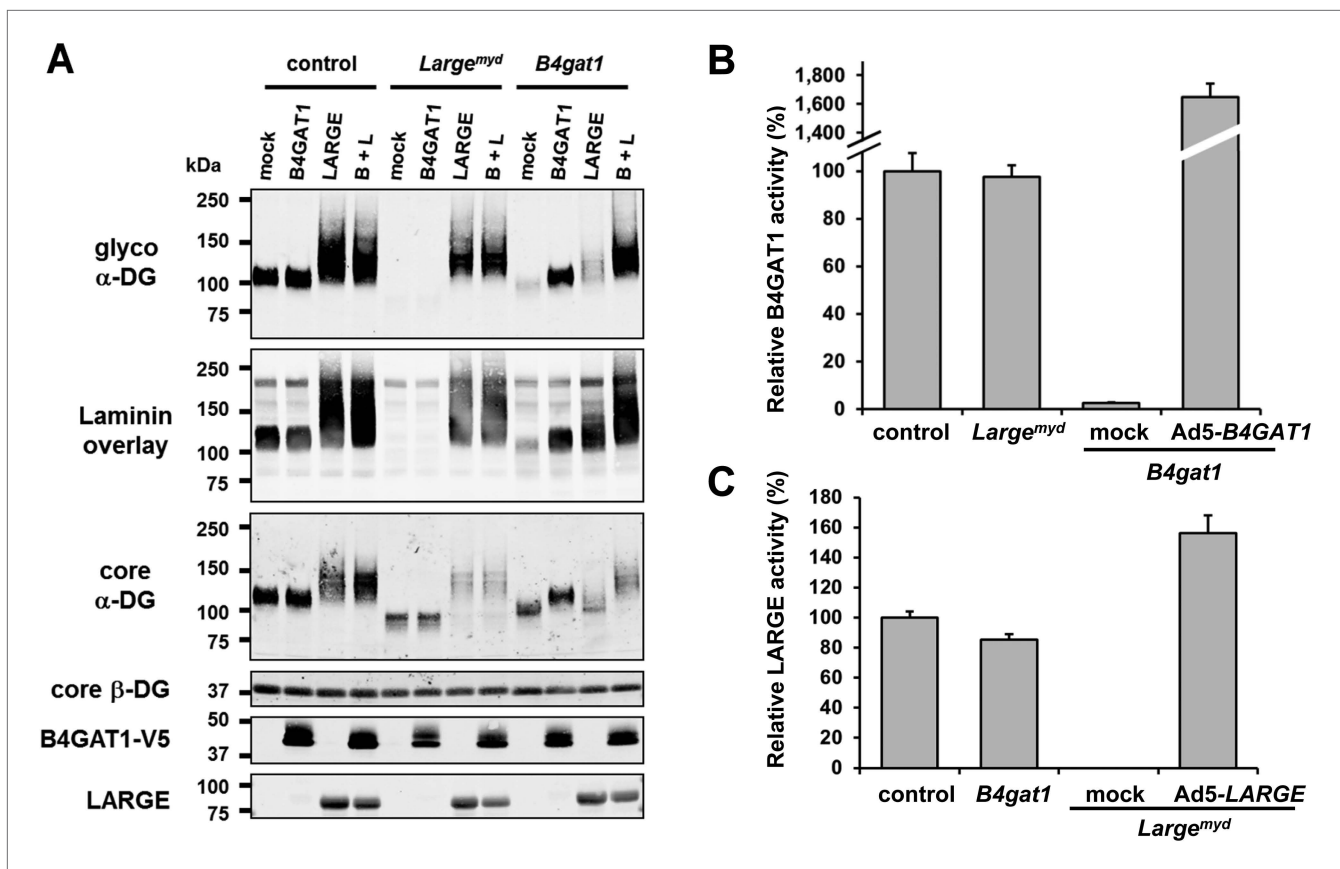 A
control Large^myd B4gat1
kDa mock B4GAT1 LARGE B + L mock B4GAT1 LARGE B + L mock B4GAT1 LARGE B + L
glyco
α-DG
250
150
100
75
Laminin
overlay
250
150
100
75
core
α-DG
250
150
100
75
core β-DG 37
B4GAT1-V5
50
37
LARGE
100
75
B
Relative B4GAT1 activity (%)
1,800
1,600
1,400
100
80
60
40
20
0
control Large^myd mock Ad5-B4GAT1
B4gat1
C
Relative LARGE activity (%)
180
160
140
120
100
80
60
40
20
0
control B4gat1 mock Ad5-LARGE
Large^myd